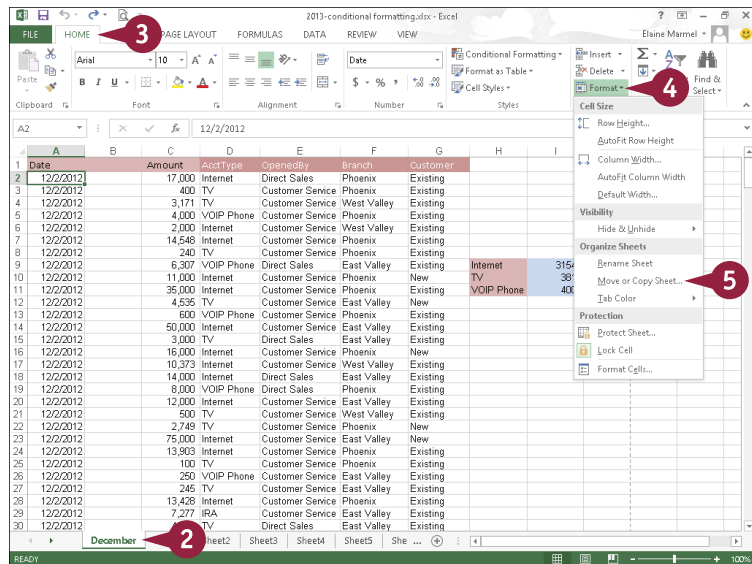 2013-conditional formatting.xlsx - Excel
FILE HOME PAGE LAYOUT FORMULAS DATA REVIEW VIEW Elaine Marmel
3
Arial 10 Date Conditional Formatting Insert
Paste Format as Table Delete Find &
B I U $ % , Cell Styles Format Select
4
Clipboard Font Alignment Number Styles
A2 fx 12/2/2012
Cell Size
Row Height...
AutoFit Row Height
Column Width...
AutoFit Column Width
Default Width...
Visibility
Hide & Unhide
Organize Sheets
Rename Sheet
Move or Copy Sheet...
5
Tab Color
Protection
Protect Sheet...
Lock Cell
Format Cells...
A B C D E F G H I
1 Date Amount AcctType OpenedBy Branch Customer
2 12/2/2012 17,000 Internet Direct Sales Phoenix Existing
3 12/2/2012 400 TV Customer Service Phoenix Existing
4 12/2/2012 3,171 TV Customer Service West Valley Existing
5 12/2/2012 4,000 VOIP Phone Customer Service Phoenix Existing
6 12/2/2012 2,000 Internet Customer Service West Valley Existing
7 12/2/2012 14,548 Internet Customer Service Phoenix Existing
8 12/2/2012 240 TV Customer Service Phoenix Existing
9 12/2/2012 6,307 VOIP Phone Direct Sales East Valley Existing Internet 3154
10 12/2/2012 11,000 Internet Customer Service Phoenix New TV 381
11 12/2/2012 35,000 Internet Customer Service Phoenix Existing VOIP Phone 400
12 12/2/2012 4,535 TV Customer Service East Valley New
13 12/2/2012 600 VOIP Phone Customer Service Phoenix Existing
14 12/2/2012 50,000 Internet Customer Service East Valley Existing
15 12/2/2012 3,000 TV Direct Sales East Valley Existing
16 12/2/2012 16,000 Internet Customer Service Phoenix New
17 12/2/2012 10,373 Internet Customer Service West Valley Existing
18 12/2/2012 14,000 Internet Direct Sales East Valley Existing
19 12/2/2012 8,000 VOIP Phone Direct Sales Phoenix Existing
20 12/2/2012 12,000 Internet Customer Service East Valley Existing
21 12/2/2012 500 TV Customer Service West Valley Existing
22 12/2/2012 2,749 TV Customer Service Phoenix New
23 12/2/2012 75,000 Internet Customer Service East Valley New
24 12/2/2012 13,903 Internet Customer Service Phoenix Existing
25 12/2/2012 100 TV Customer Service Phoenix Existing
26 12/2/2012 250 VOIP Phone Customer Service East Valley Existing
27 12/2/2012 245 TV Customer Service East Valley Existing
28 12/2/2012 13,428 Internet Customer Service Phoenix Existing
29 12/2/2012 7,277 IRA Customer Service East Valley Existing
30 12/2/2012 TV Direct Sales East Valley Existing
December 2 heet2 Sheet3 Sheet4 Sheet5 She ...
READY 100%